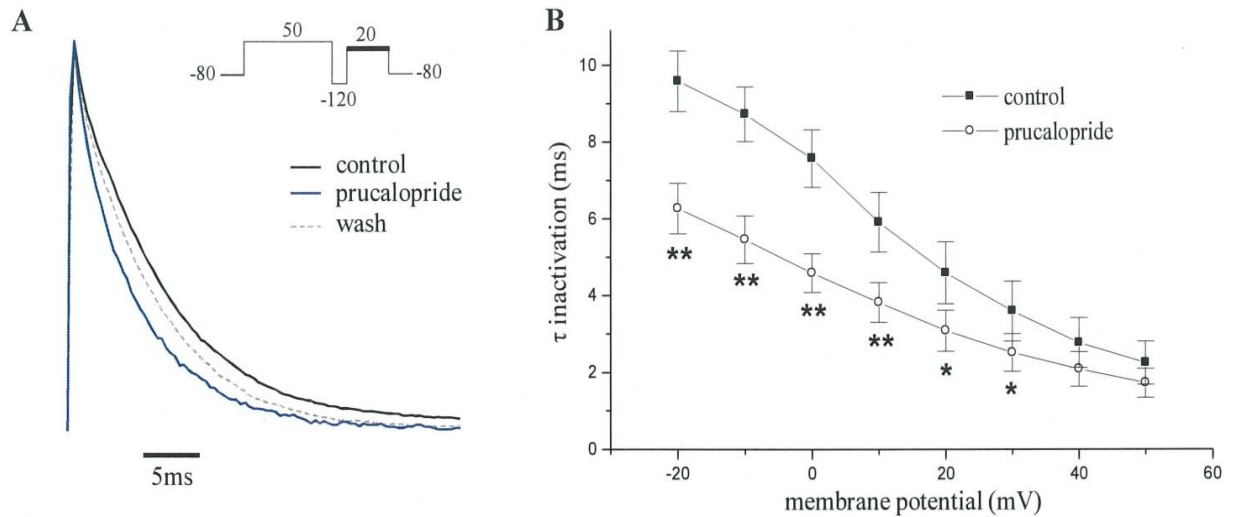 A
50
20
-80
-120
-80
control
prucalopride
wash
5ms
B
τ inactivation (ms)
10
8
6
4
2
0
control
prucalopride
**
**
**
**
*
*
-20
0
20
40
60
membrane potential (mV)